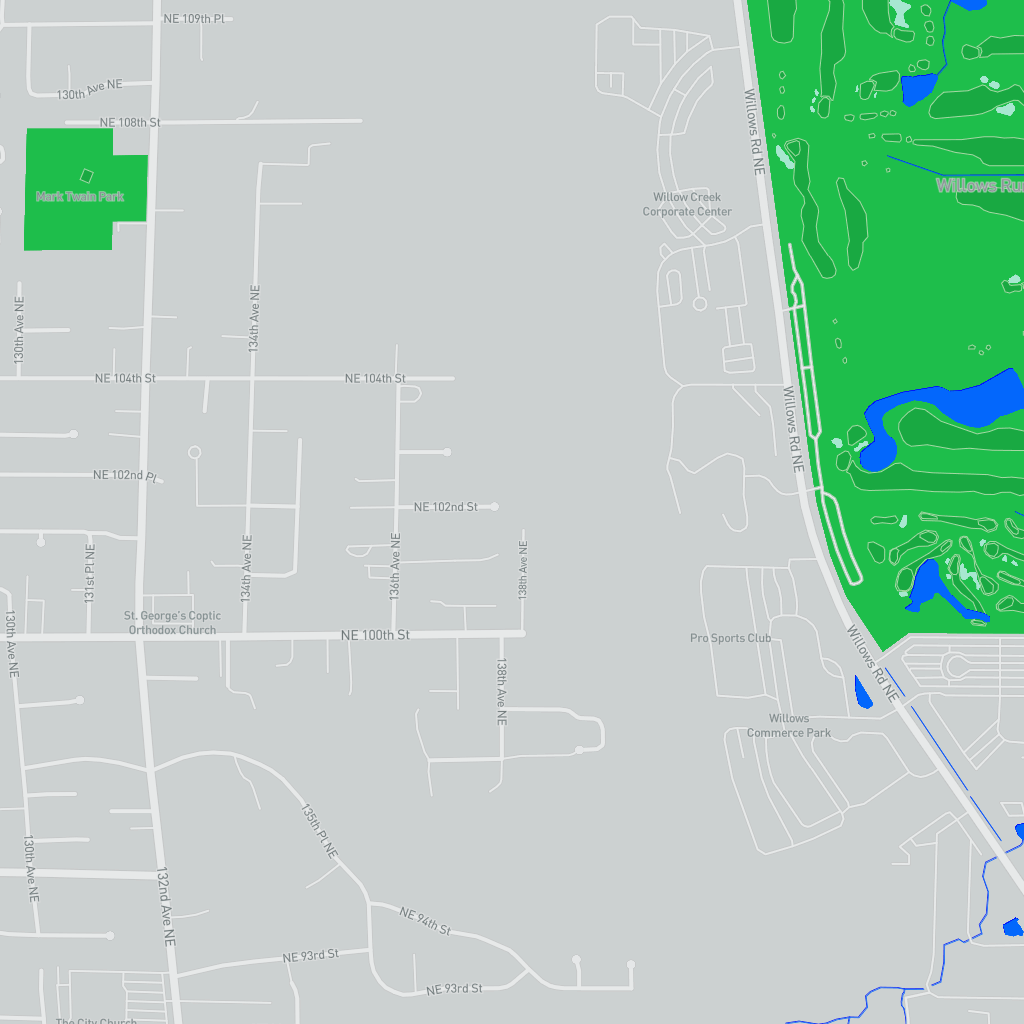 NE 109th Pl
130th Ave NE
NE 108th St
Mark Twain Park
Willows Rd NE
Willows Run
Willow Creek
Corporate Center
130th Ave NE
134th Ave NE
NE 104th St
NE 104th St
Willows Rd NE
NE 102nd Pl
NE 102nd St
131st Pl NE
134th Ave NE
136th Ave NE
138th Ave NE
St. George's Coptic
Orthodox Church
130th Ave NE
NE 100th St
Pro Sports Club
Willows Rd NE
138th Ave NE
Willows
Commerce Park
135th Pl NE
130th Ave NE
132nd Ave NE
NE 94th St
NE 93rd St
NE 93rd St
The City Church